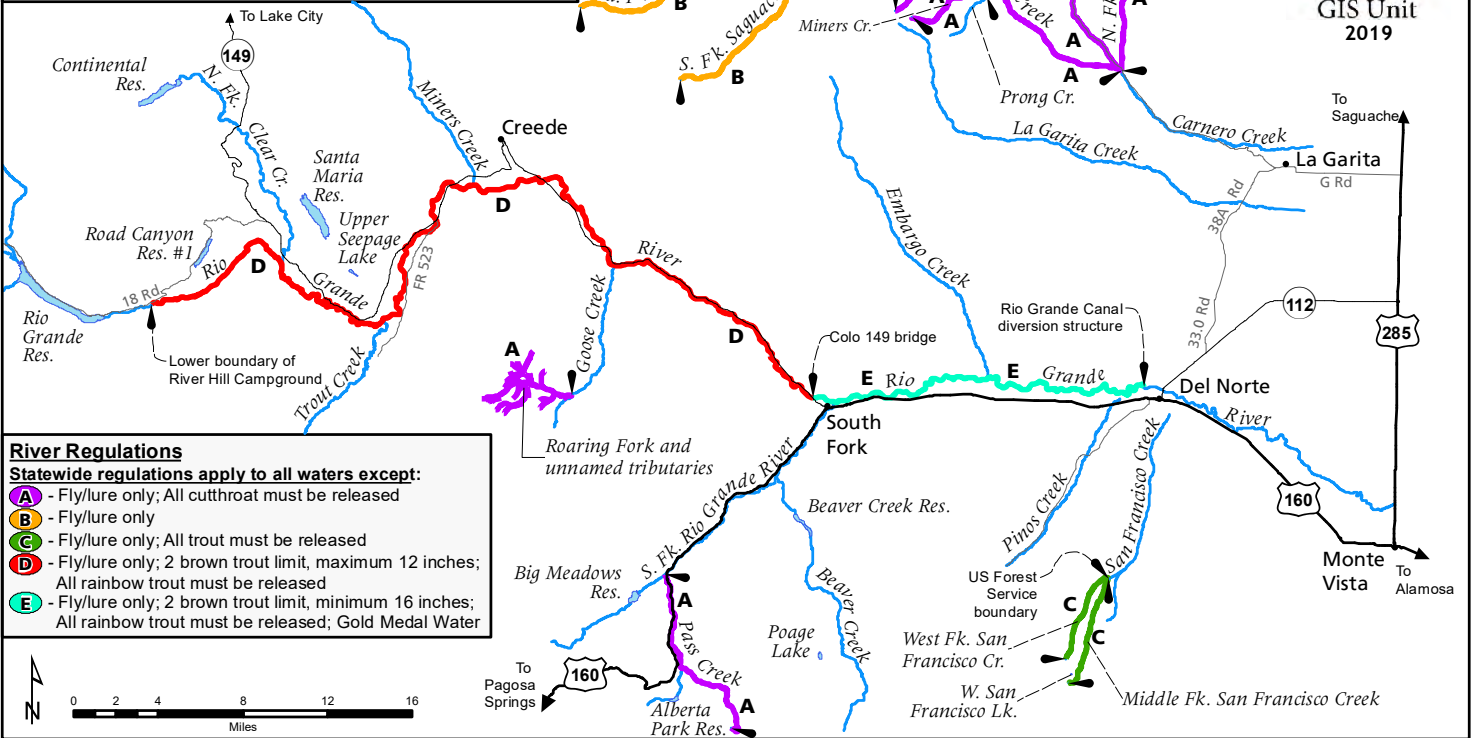 To Lake City
149
Continental
Res.
N. Fk.
Clear Cr.
Miners Creek
Creede
Santa
Maria
Res.
Upper
Seepage
Lake
Road Canyon
Res. #1
Rio
D
Grande
FR 523
18 Rd
Rio
Grande
Res.
Lower boundary of
River Hill Campground
Trout Creek
D
River
Goose Creek
D
A
Roaring Fork and
unnamed tributaries
B
S. Fk. Saguac
B
Miners Cr.
A
A
Creek
A
N. Fk
A
A
Prong Cr.
GIS Unit
2019
To
Saguache
Carnero Creek
La Garita Creek
La Garita
G Rd
38A Rd
33.0 Rd
112
285
Embargo Creek
Rio Grande Canal
diversion structure
Colo 149 bridge
E
Rio
E
Grande
Del Norte
River
South
Fork
160
Monte
Vista
To
Alamosa
Pinos Creek
San Francisco Creek
US Forest
Service
boundary
C
C
West Fk. San
Francisco Cr.
W. San
Francisco Lk.
Middle Fk. San Francisco Creek
S. Fk. Rio Grande River
Beaver Creek Res.
Beaver Creek
Poage
Lake
Big Meadows
Res.
A
Pass Creek
A
Alberta
Park Res.
To
Pagosa
Springs
160
River Regulations
Statewide regulations apply to all waters except:
A - Fly/lure only; All cutthroat must be released
B - Fly/lure only
C - Fly/lure only; All trout must be released
D - Fly/lure only; 2 brown trout limit, maximum 12 inches;
All rainbow trout must be released
E - Fly/lure only; 2 brown trout limit, minimum 16 inches;
All rainbow trout must be released; Gold Medal Water
N
0 2 4 8 12 16
Miles